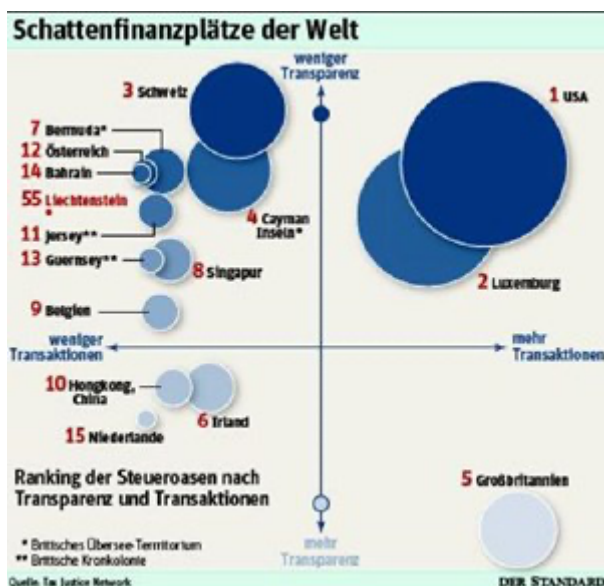 Schattenfinanzplätze der Welt
weniger
Transparenz
3 Schweiz
1 USA
7 Bermuda*
12 Österreich
14 Bahrain
55 Liechtenstein
*
4 Cayman
Inseln*
11 Jersey**
13 Guernsey**
8 Singapur
2 Luxemburg
9 Belgien
weniger
Transaktionen
mehr
Transaktionen
10 Hongkong,
China
6 Irland
15 Niederlande
5 Großbritannien
Ranking der Steueroasen nach
Transparenz und Transaktionen
* Britisches Übersee-Territorium
** Britische Kronkolonie
mehr
Transparenz
Quelle: Tax Justice Network
DER STANDARD